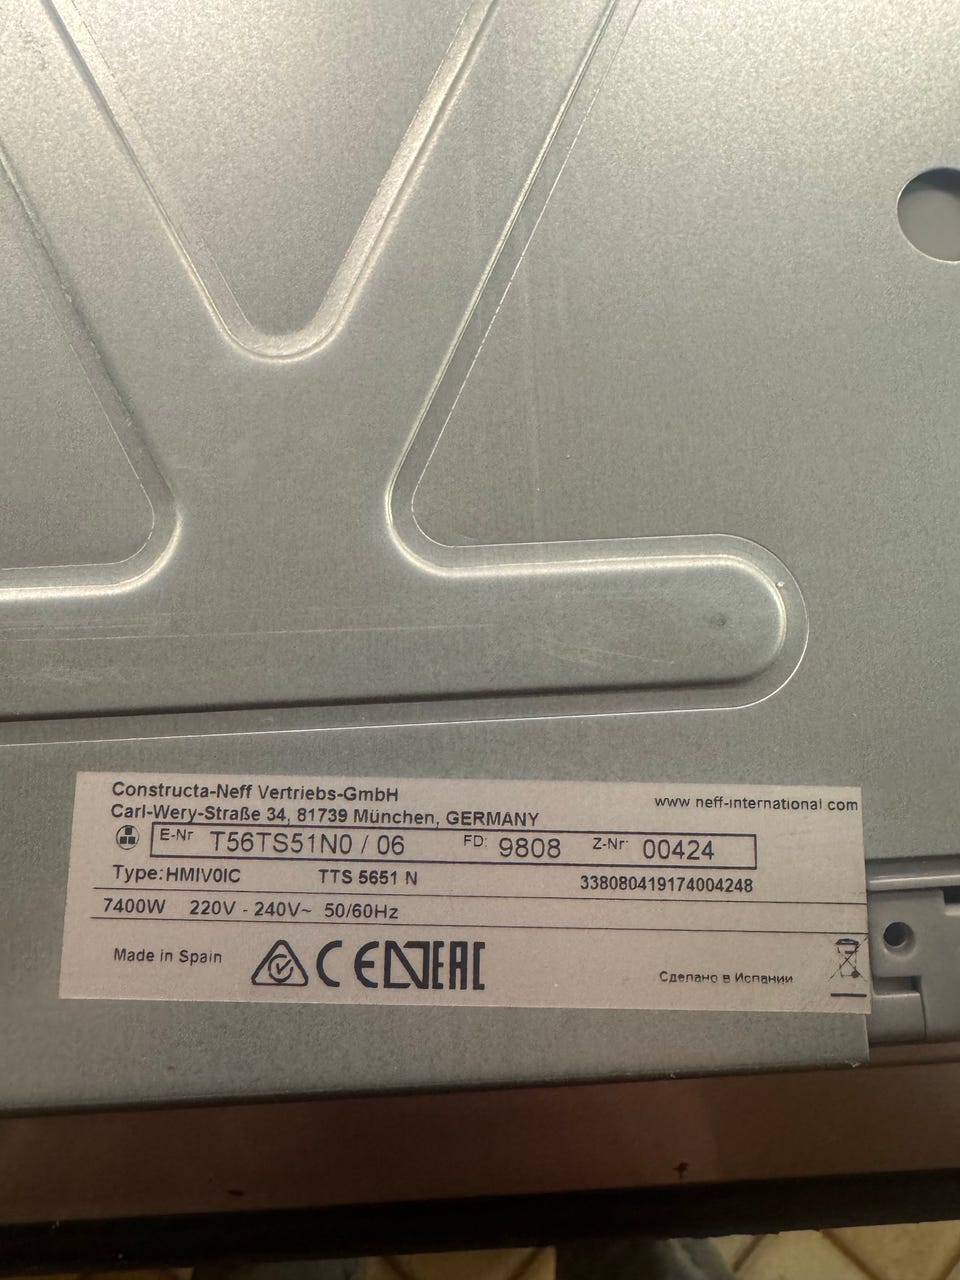 Constructa-Neff Vertriebs-GmbH
www neff-international com
Carl-Wery-Straße 34, 81739 München, GERMANY
E-Nr T56TS51N0 / 06 FD: 9808 Z-Nr: 00424
Type: HMIV0IC TTS 5651 N 338080419174004248
7400W 220V - 240V~ 50/60Hz
Made in Spain CE EAC Сделано в Испании